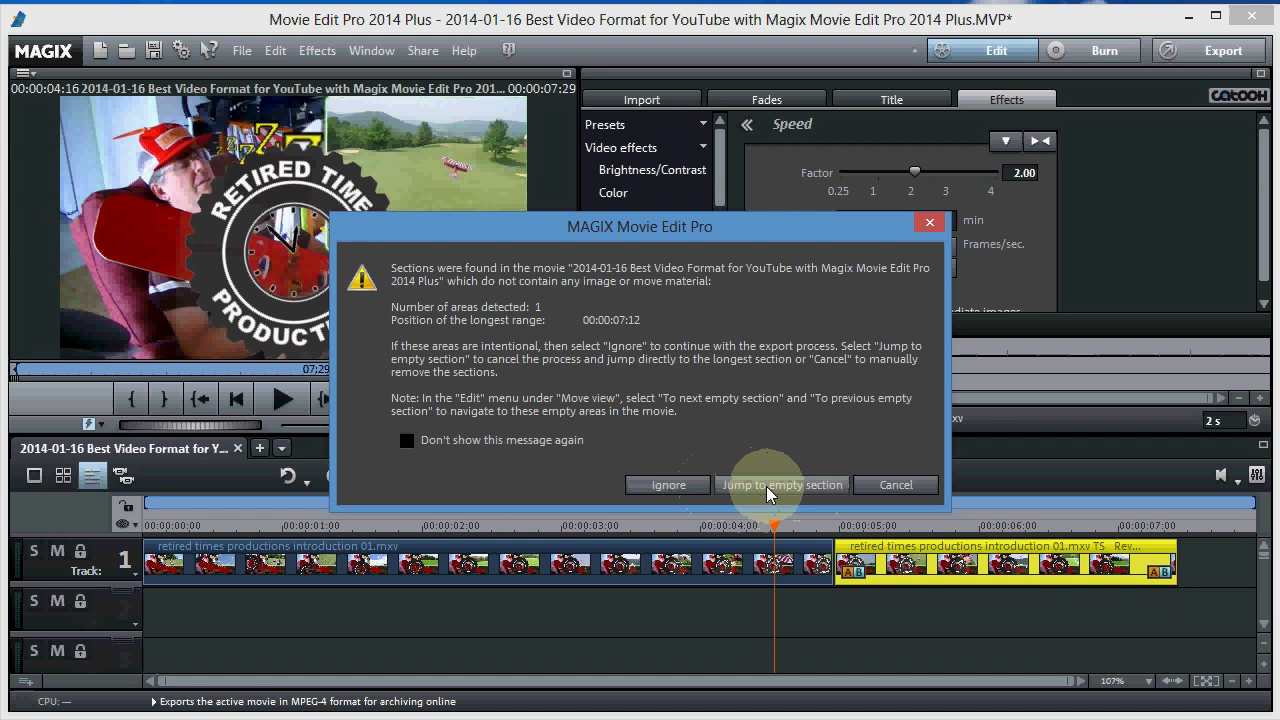 Movie Edit Pro 2014 Plus - 2014-01-16 Best Video Format for YouTube with Magix Movie Edit Pro 2014 Plus.MVP*
MAGIX File Edit Effects Window Share Help Edit Burn Export
00:00:04:16 2014-01-16 Best Video Format for YouTube with Magix Movie Edit Pro 201... 00:00:07:29
Import Fades Title Effects CATOOH
Presets
Speed
Video effects
Brightness/Contrast
Color
Factor 2.00
0.25 1 2 3 4
min
Frames/sec.
RETIRED TIME
PRODUCTI
MAGIX Movie Edit Pro
Sections were found in the movie "2014-01-16 Best Video Format for YouTube with Magix Movie Edit Pro
2014 Plus" which do not contain any image or move material:
Number of areas detected: 1
Position of the longest range: 00:00:07:12
If these areas are intentional, then select "Ignore" to continue with the export process. Select "Jump to
empty section" to cancel the process and jump directly to the longest section or "Cancel" to manually
remove the sections.
Note: In the "Edit" menu under "Move view", select "To next empty section" and "To previous empty
section" to navigate to these empty areas in the movie.
Don't show this message again
Ignore Jump to empty section Cancel
07:29
2 s
2014-01-16 Best Video Format for Y...
00:00:00:00 00:00:01:00 00:00:02:00 00:00:03:00 00:00:04:00 00:00:05:00 00:00:06:00 00:00:07:00
S M 1
Track:
retired times productions introduction 01.mxv
retired times productions introduction 01.mxv TS Rev...
A B A B
S M
S M
107%
CPU: —
Exports the active movie in MPEG-4 format for archiving online